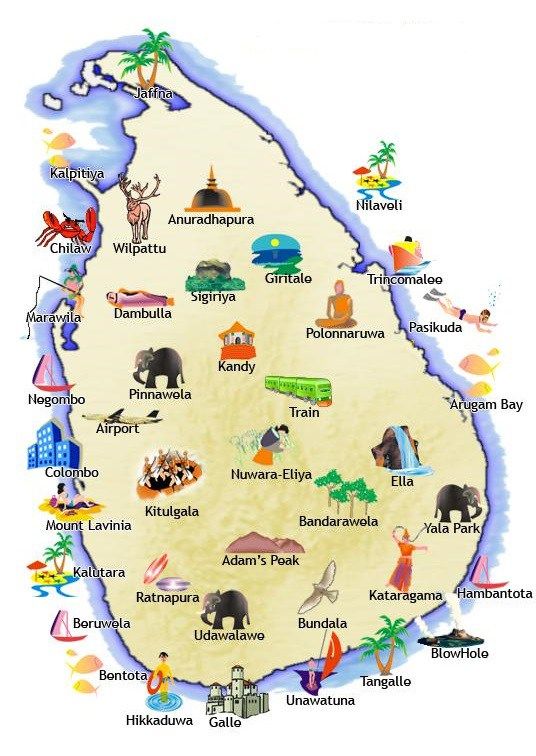 Jaffna
Kalpitiya
Nilaveli
Anuradhapura
Chilaw
Wilpattu
Giritale
Trincomalee
Sigiriya
Dambulla
Marawila
Pasikuda
Polonnaruwa
Kandy
Pinnawela
Negombo
Arugam Bay
Train
Airport
Colombo
Nuwara-Eliya
Ella
Kitulgala
Bandarawela
Mount Lavinia
Yala Park
Adam's Peak
Kalutara
Ratnapura
Kataragama
Hambantota
Beruwela
Udawalawe
Bundala
BlowHole
Bentota
Tangalle
Unawatuna
Hikkaduwa
Galle